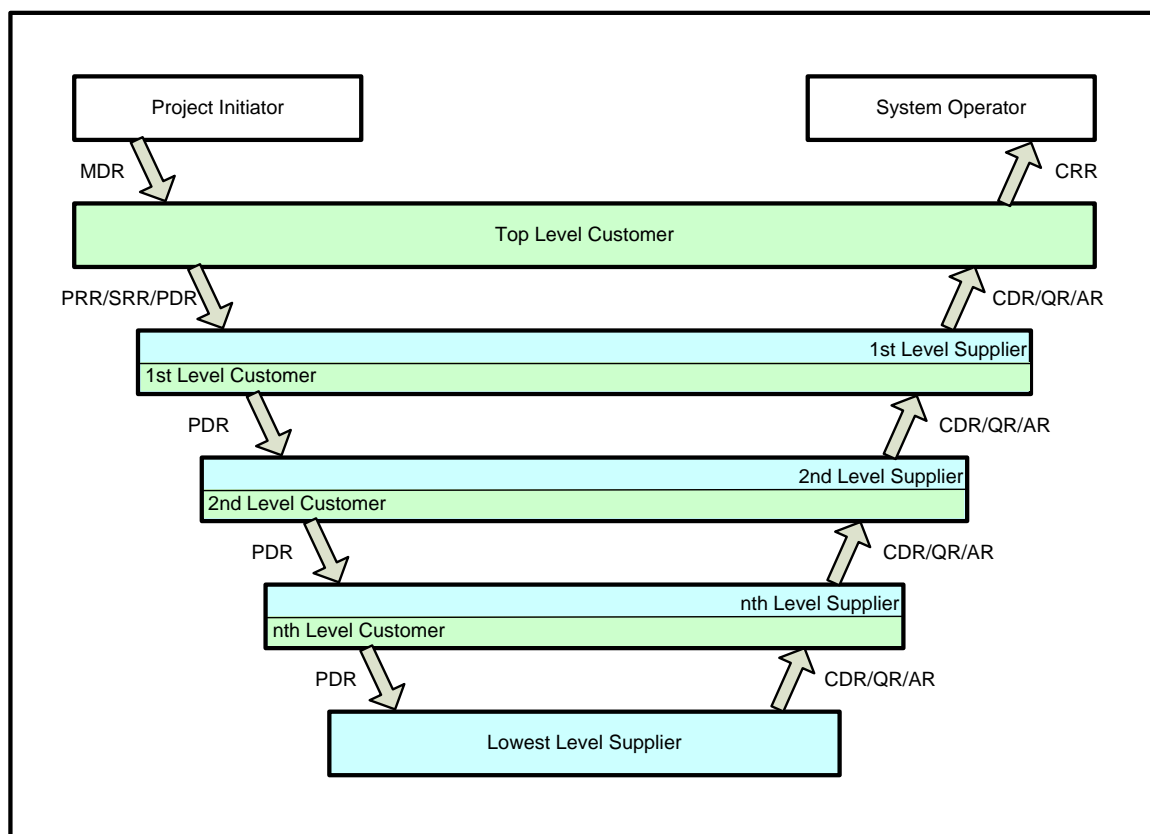 Project Initiator
System Operator
MDR
CRR
Top Level Customer
PRR/SRR/PDR
CDR/QR/AR
1st Level Supplier
1st Level Customer
PDR
CDR/QR/AR
2nd Level Supplier
2nd Level Customer
PDR
CDR/QR/AR
nth Level Supplier
nth Level Customer
PDR
CDR/QR/AR
Lowest Level Supplier